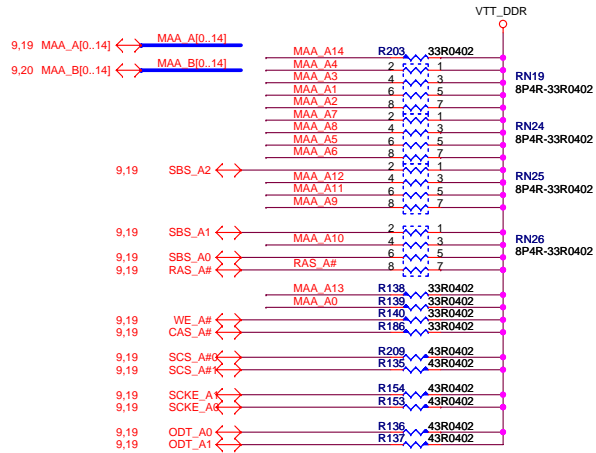 VTT_DDR
9,19 MAA_A[0..14] MAA_A[0..14]
9,20 MAA_B[0..14] MAA_B[0..14]
MAA_A14 R203 33R0402
MAA_A4 2 1
MAA_A3 4 3 RN19
MAA_A1 6 5 8P4R-33R0402
MAA_A2 8 7
MAA_A7 2 1
MAA_A8 4 3 RN24
MAA_A5 6 5 8P4R-33R0402
MAA_A6 8 7
9,19 SBS_A2 2 1 RN25
MAA_A12 4 3
MAA_A11 6 5 8P4R-33R0402
MAA_A9 8 7
9,19 SBS_A1 2 1 RN26
MAA_A10 4 3
9,19 SBS_A0 6 5 8P4R-33R0402
9,19 RAS_A# RAS_A# 8 7
MAA_A13 R138 33R0402
MAA_A0 R139 33R0402
9,19 WE_A# R140 33R0402
9,19 CAS_A# R186 33R0402
9,19 SCS_A#0 R209 43R0402
9,19 SCS_A#1 R135 43R0402
9,19 SCKE_A1 R154 43R0402
9,19 SCKE_A0 R153 43R0402
9,19 ODT_A0 R136 43R0402
9,19 ODT_A1 R137 43R0402